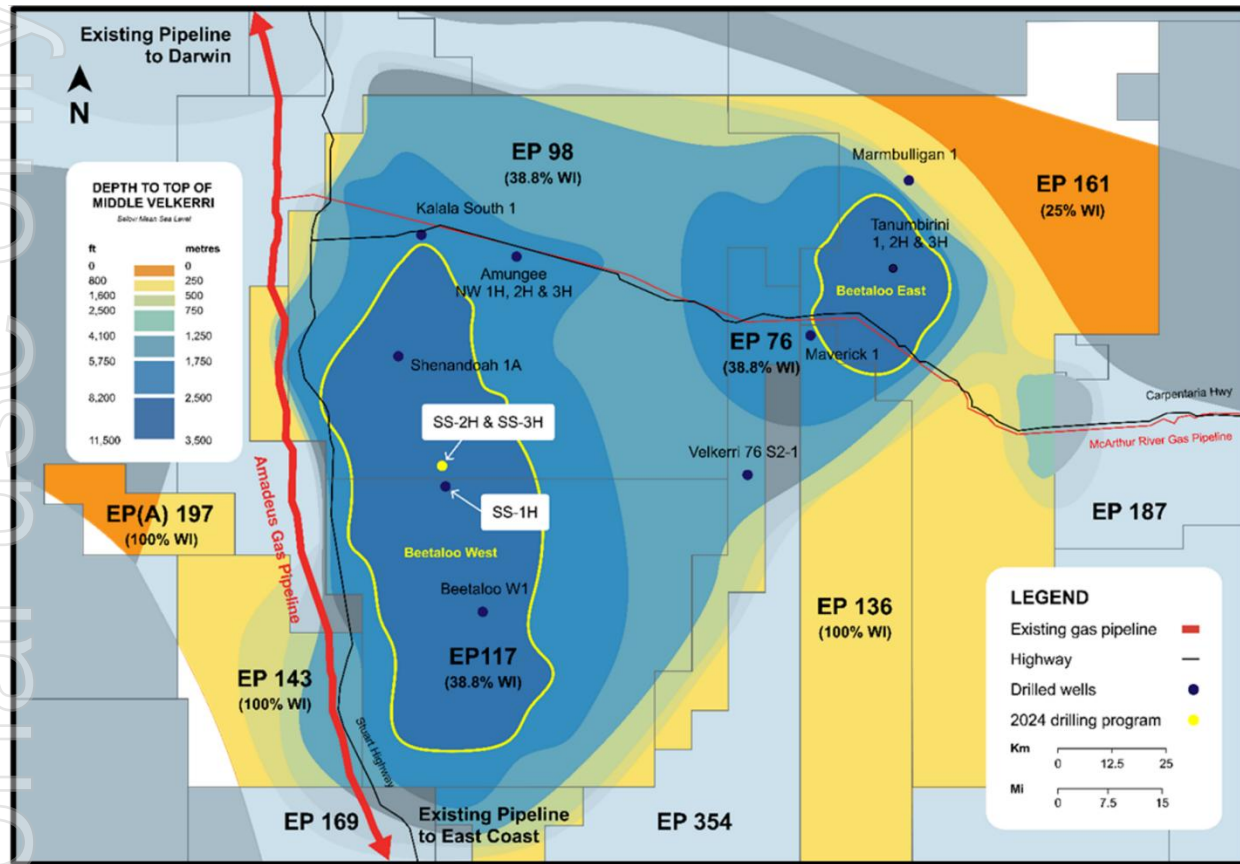 Existing Pipeline
to Darwin
N
DEPTH TO TOP OF
MIDDLE VELKERRI
Below Mean Sea Level
ft metres
0 0
800 250
1,600 500
2,500 750
4,100 1,250
5,750 1,750
8,200 2,500
11,500 3,500
EP 98
(38.8% WI)
Marmbulligan 1
EP 161
(25% WI)
Kalala South 1
Tanumbirini
1, 2H & 3H
Amungee
NW 1H, 2H & 3H
Beetaloo East
EP 76
(38.8% WI)
Maverick 1
Shenandoah 1A
Carpentaria Hwy
McArthur River Gas Pipeline
SS-2H & SS-3H
Velkerri 76 S2-1
SS-1H
EP(A) 197
(100% WI)
Amadeus Gas Pipeline
EP 187
Beetaloo West
Beetaloo W1
EP 136
(100% WI)
EP117
(38.8% WI)
EP 143
(100% WI)
Stuart Highway
LEGEND
Existing gas pipeline
Highway
Drilled wells
2024 drilling program
Km
0 12.5 25
Mi
0 7.5 15
EP 169
Existing Pipeline
to East Coast
EP 354